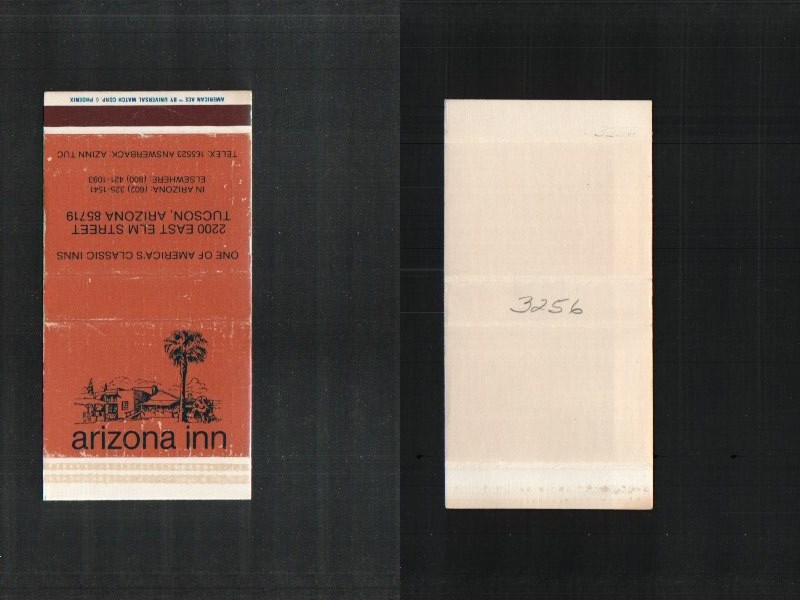 AMERICAN ACE ™ BY UNIVERSAL MATCH CORP. © PHOENIX
TELEX: 165523 ANSWERBACK: AZINN TUC
ELSEWHERE: (800) 421-1093
IN ARIZONA: (602) 325-1541
TUCSON, ARIZONA 85719
2200 EAST ELM STREET
ONE OF AMERICA'S CLASSIC INNS
arizona inn
3256